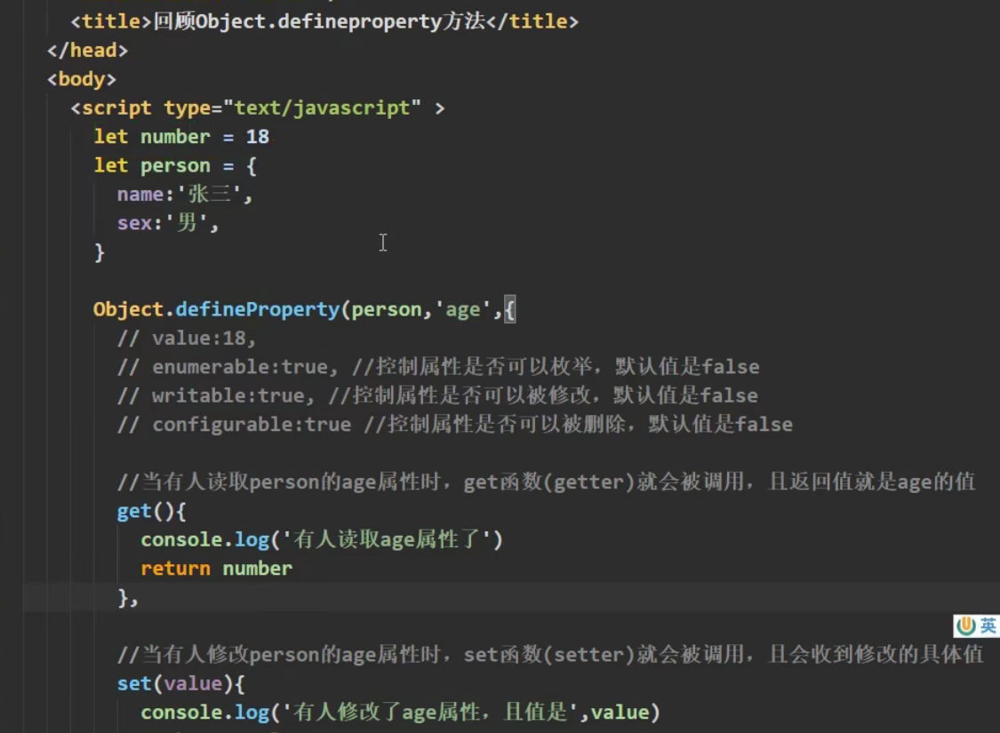 <title>回顾Object.defineproperty方法</title>
</head>
<body>
<script type="text/javascript" >
let number = 18
let person = {
name:'张三',
sex:'男',
}
Object.defineProperty(person,'age',{
// value:18,
// enumerable:true, //控制属性是否可以枚举，默认值是false
// writable:true, //控制属性是否可以被修改，默认值是false
// configurable:true //控制属性是否可以被删除，默认值是false
//当有人读取person的age属性时，get函数(getter)就会被调用，且返回值就是age的值
get(){
console.log('有人读取age属性了')
return number
},
英
//当有人修改person的age属性时，set函数(setter)就会被调用，且会收到修改的具体值
set(value){
console.log('有人修改了age属性，且值是',value)